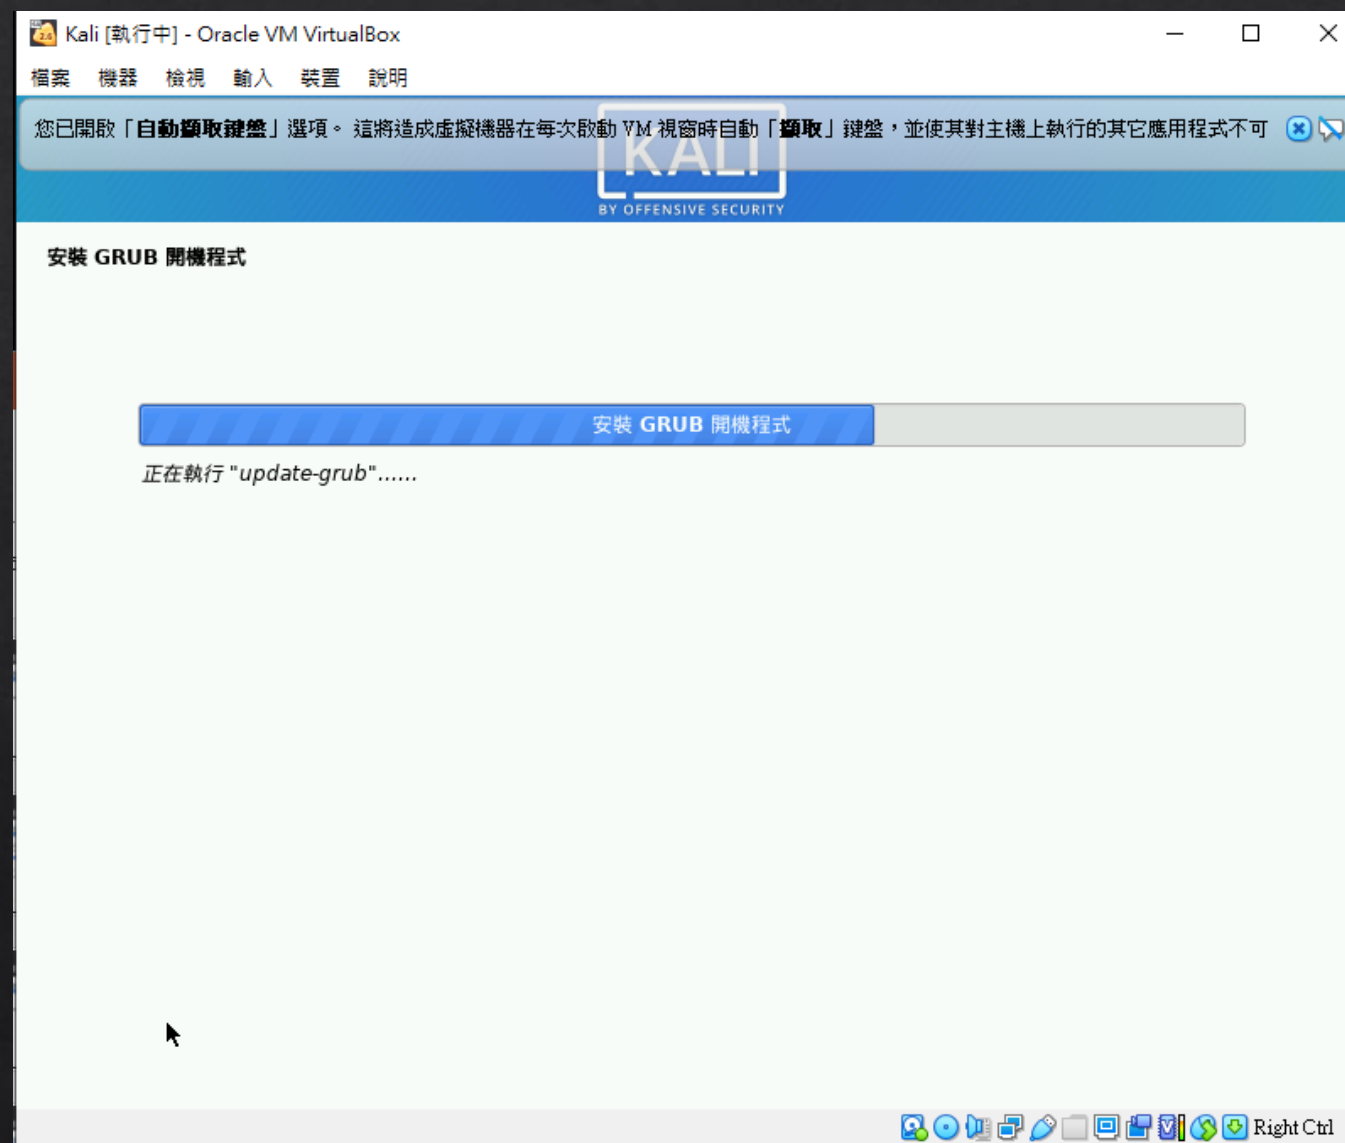 Kali [執行中] - Oracle VM VirtualBox
檔案 機器 檢視 輸入 裝置 說明
您已開啟「自動擷取鍵盤」選項。 這將造成虛擬機器在每次啟動 VM 視窗時自動「擷取」鍵盤，並使其對主機上執行的其它應用程式不可
KALI
BY OFFENSIVE SECURITY
安裝 GRUB 開機程式
安裝 GRUB 開機程式
正在執行 "update-grub"......
Right Ctrl